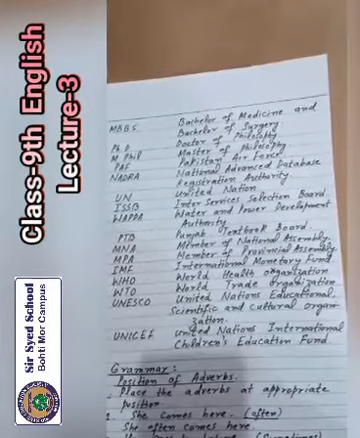 Class-9th English
Lecture-3
Sir Syed School
Bohti Mor Campus
MBBS Bachelor of Medicine and
Bachelor of Surgery.
Ph.D Doctor of Philosophy
M.Phil Master of Philosophy
PAF Pakistan Air Force
NADRA National Advanced Database
Registration Authority
UN United Nation
ISSB Inter Services Selection Board.
WAPDA Water and Power Development
Authority.
PTB Punjab Textbook Board.
MNA Member of National Assembly.
MPA Member of Provincial Assembly.
IMF International Monetary Fund.
WHO World Health organization
WTO World Trade organization.
UNESCO United Nations Educational
Scientific and cultural organi-
zation.
UNICEF United Nations International
Children's Education Fund.
Grammar:
Position of Adverbs.
Place the adverbs at appropriate
position.
1. She comes here. (often)
She often comes here.